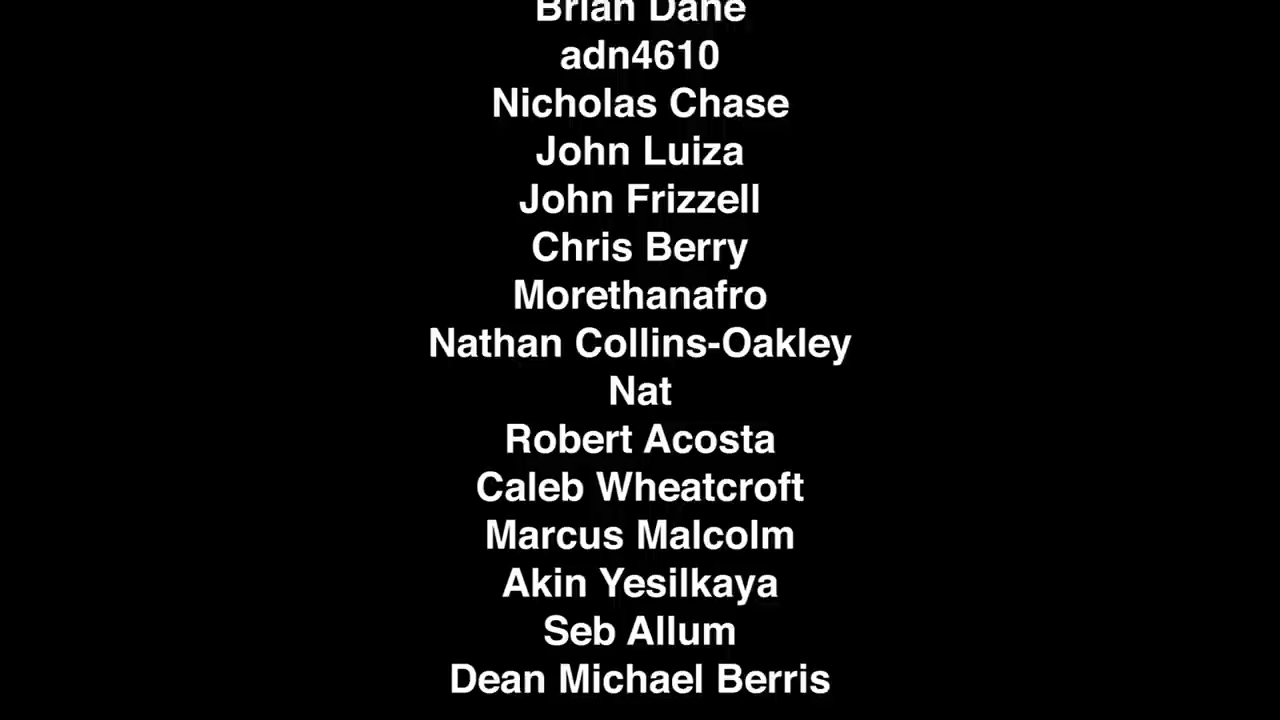 Brian Dane
adn4610
Nicholas Chase
John Luiza
John Frizzell
Chris Berry
Morethanafro
Nathan Collins-Oakley
Nat
Robert Acosta
Caleb Wheatcroft
Marcus Malcolm
Akin Yesilkaya
Seb Allum
Dean Michael Berris